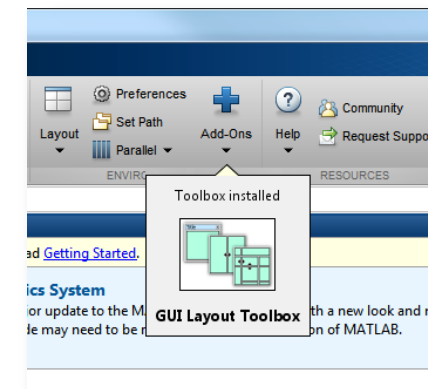 Preferences
Set Path
Parallel
Layout
Add-Ons
Help
Community
Request Suppo
ENVIRO
RESOURCES
Toolbox installed
GUI Layout Toolbox
ad Getting Started.
ics System
jor update to the M
th a new look and r
de may need to be r
on of MATLAB.